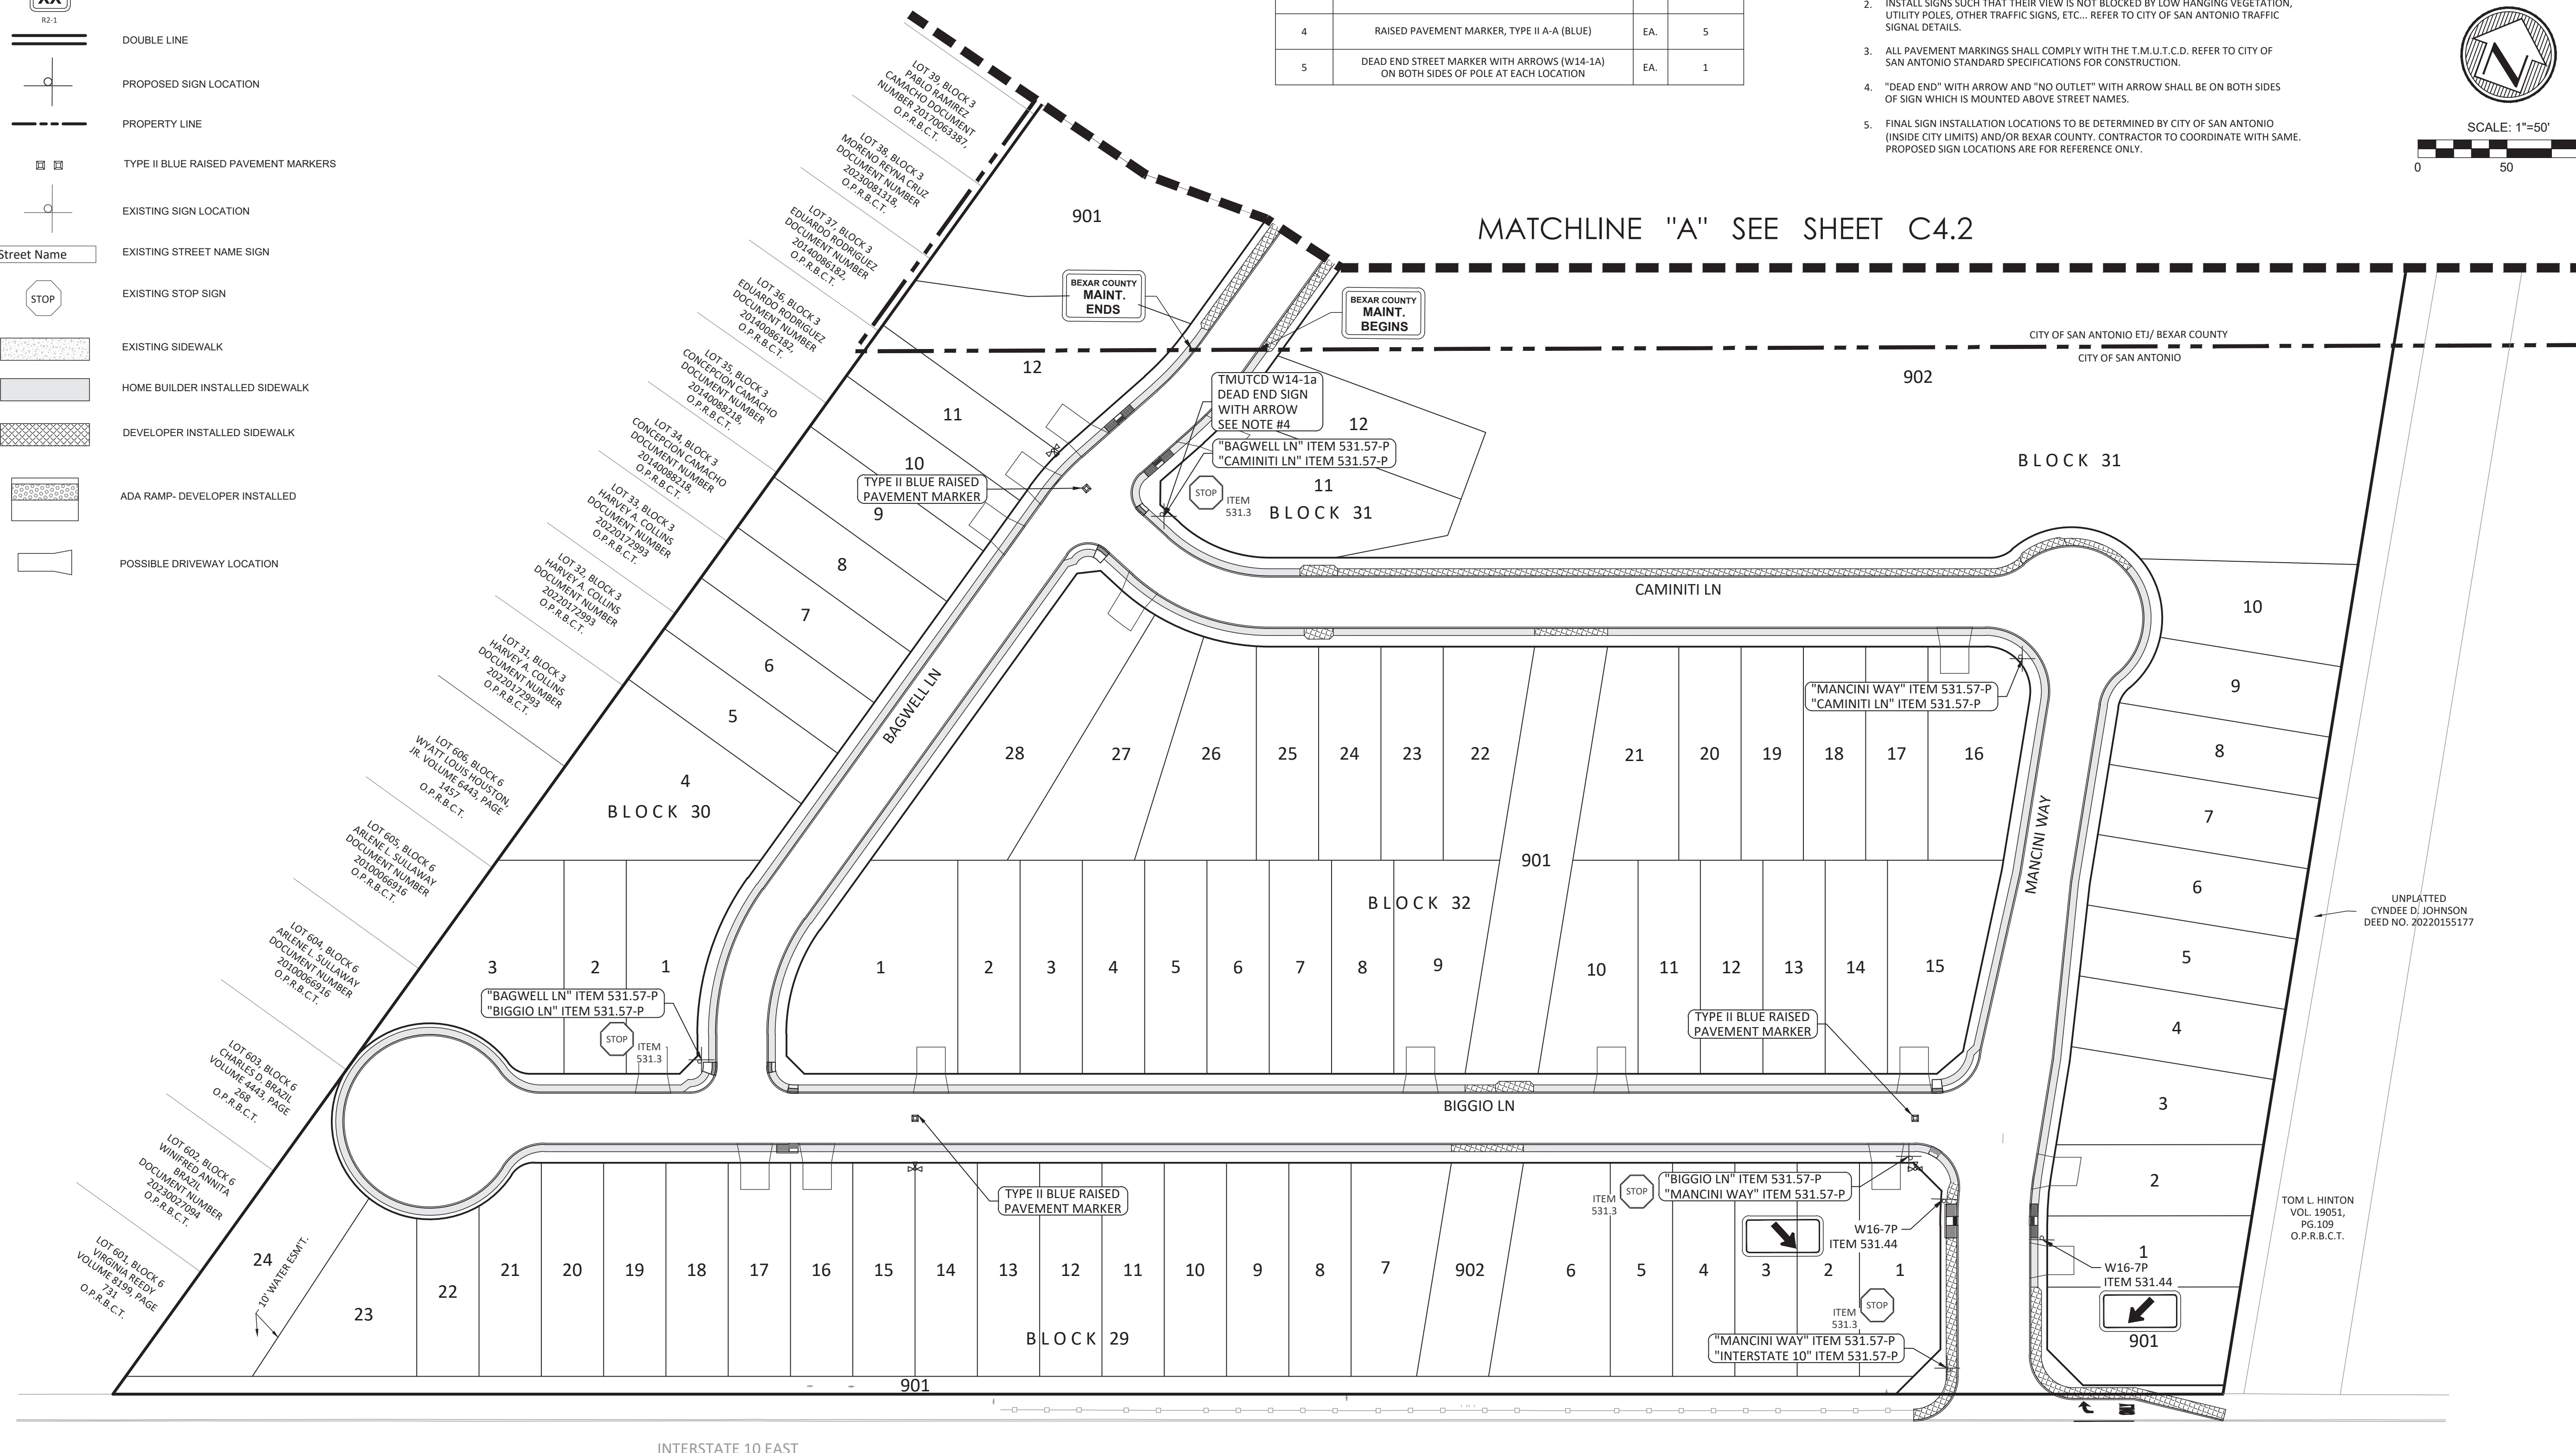 XX
R2-1
DOUBLE LINE
PROPOSED SIGN LOCATION
PROPERTY LINE
TYPE II BLUE RAISED PAVEMENT MARKERS
EXISTING SIGN LOCATION
Street Name
EXISTING STREET NAME SIGN
STOP
EXISTING STOP SIGN
EXISTING SIDEWALK
HOME BUILDER INSTALLED SIDEWALK
DEVELOPER INSTALLED SIDEWALK
ADA RAMP- DEVELOPER INSTALLED
POSSIBLE DRIVEWAY LOCATION
4
RAISED PAVEMENT MARKER, TYPE II A-A (BLUE)
EA.
5
5
DEAD END STREET MARKER WITH ARROWS (W14-1A)
ON BOTH SIDES OF POLE AT EACH LOCATION
EA.
1
2. INSTALL SIGNS SUCH THAT THEIR VIEW IS NOT BLOCKED BY LOW HANGING VEGETATION,
UTILITY POLES, OTHER TRAFFIC SIGNS, ETC... REFER TO CITY OF SAN ANTONIO TRAFFIC
SIGNAL DETAILS.
3. ALL PAVEMENT MARKINGS SHALL COMPLY WITH THE T.M.U.T.C.D. REFER TO CITY OF
SAN ANTONIO STANDARD SPECIFICATIONS FOR CONSTRUCTION.
4. "DEAD END" WITH ARROW AND "NO OUTLET" WITH ARROW SHALL BE ON BOTH SIDES
OF SIGN WHICH IS MOUNTED ABOVE STREET NAMES.
5. FINAL SIGN INSTALLATION LOCATIONS TO BE DETERMINED BY CITY OF SAN ANTONIO
(INSIDE CITY LIMITS) AND/OR BEXAR COUNTY. CONTRACTOR TO COORDINATE WITH SAME.
PROPOSED SIGN LOCATIONS ARE FOR REFERENCE ONLY.
N
SCALE: 1"=50'
0
50
MATCHLINE "A" SEE SHEET C4.2
LOT 39, BLOCK 3
PABLO RAMIREZ
CAMACHO DOCUMENT
NUMBER 20170063387,
O.P.R.B.C.T.
LOT 38, BLOCK 3
MORENO REYNA CRUZ
DOCUMENT NUMBER
20230081318,
O.P.R.B.C.T.
LOT 37, BLOCK 3
EDUARDO RODRIGUEZ
DOCUMENT NUMBER
20140086182,
O.P.R.B.C.T.
LOT 36, BLOCK 3
EDUARDO RODRIGUEZ
DOCUMENT NUMBER
20140086182,
O.P.R.B.C.T.
LOT 35, BLOCK 3
CONCEPCION CAMACHO
DOCUMENT NUMBER
20140088218,
O.P.R.B.C.T.
LOT 34, BLOCK 3
CONCEPCION CAMACHO
DOCUMENT NUMBER
20140088218,
O.P.R.B.C.T.
LOT 33, BLOCK 3
HARVEY A. COLLINS
DOCUMENT NUMBER
20220172993
O.P.R.B.C.T.
LOT 32, BLOCK 3
HARVEY A. COLLINS
DOCUMENT NUMBER
20220172993
O.P.R.B.C.T.
LOT 31, BLOCK 3
HARVEY A. COLLINS
DOCUMENT NUMBER
20220172993
O.P.R.B.C.T.
LOT 606, BLOCK 6
WYATT LOUIS HOUSTON,
JR. VOLUME 6443, PAGE
1457
O.P.R.B.C.T.
LOT 605, BLOCK 6
ARLENE L. SULLAWAY
DOCUMENT NUMBER
20100066916
O.P.R.B.C.T.
LOT 604, BLOCK 6
ARLENE L. SULLAWAY
DOCUMENT NUMBER
20100066916
O.P.R.B.C.T.
LOT 603, BLOCK 6
CHARLES D. BRAZIL
VOLUME 4443, PAGE
268
O.P.R.B.C.T.
LOT 602, BLOCK 6
WINIFRED ANNITA
BRAZIL
DOCUMENT NUMBER
20230027094
O.P.R.B.C.T.
LOT 601, BLOCK 6
VIRGINIA REEDY
VOLUME 8199, PAGE
731
O.P.R.B.C.T.
901
BEXAR COUNTY
MAINT.
ENDS
BEXAR COUNTY
MAINT.
BEGINS
CITY OF SAN ANTONIO ETJ/ BEXAR COUNTY
CITY OF SAN ANTONIO
902
12
11
10
TYPE II BLUE RAISED
PAVEMENT MARKER
9
8
7
6
5
4
BLOCK 30
TMUTCD W14-1a
DEAD END SIGN
WITH ARROW
SEE NOTE #4
12
"BAGWELL LN" ITEM 531.57-P
"CAMINITI LN" ITEM 531.57-P
STOP
ITEM
531.3
11
BLOCK 31
BLOCK 31
CAMINITI LN
BAGWELL LN
"MANCINI WAY" ITEM 531.57-P
"CAMINITI LN" ITEM 531.57-P
28
27
26
25
24
23
22
21
20
19
18
17
16
MANCINI WAY
10
9
8
7
6
5
4
3
2
1
901
BLOCK 32
UNPLATTED
CYNDEE D. JOHNSON
DEED NO. 20220155177
3
2
1
"BAGWELL LN" ITEM 531.57-P
"BIGGIO LN" ITEM 531.57-P
STOP
ITEM
531.3
1
2
3
4
5
6
7
8
9
10
11
12
13
14
15
TYPE II BLUE RAISED
PAVEMENT MARKER
BIGGIO LN
TYPE II BLUE RAISED
PAVEMENT MARKER
ITEM
531.3
STOP
"BIGGIO LN" ITEM 531.57-P
"MANCINI WAY" ITEM 531.57-P
W16-7P
ITEM 531.44
W16-7P
ITEM 531.44
901
TOM L. HINTON
VOL. 19051,
PG.109
O.P.R.B.C.T.
24
10' WATER ESM'T.
23
22
21
20
19
18
17
16
15
14
13
12
11
10
9
8
7
902
6
5
4
3
2
1
ITEM
531.3
STOP
BLOCK 29
"MANCINI WAY" ITEM 531.57-P
"INTERSTATE 10" ITEM 531.57-P
901
INTERSTATE 10 EAST